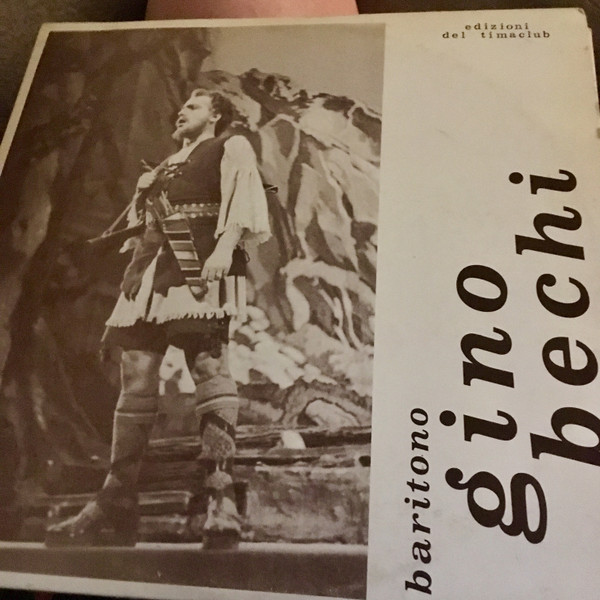 edizioni
del timaclub
baritono
gino
bechi